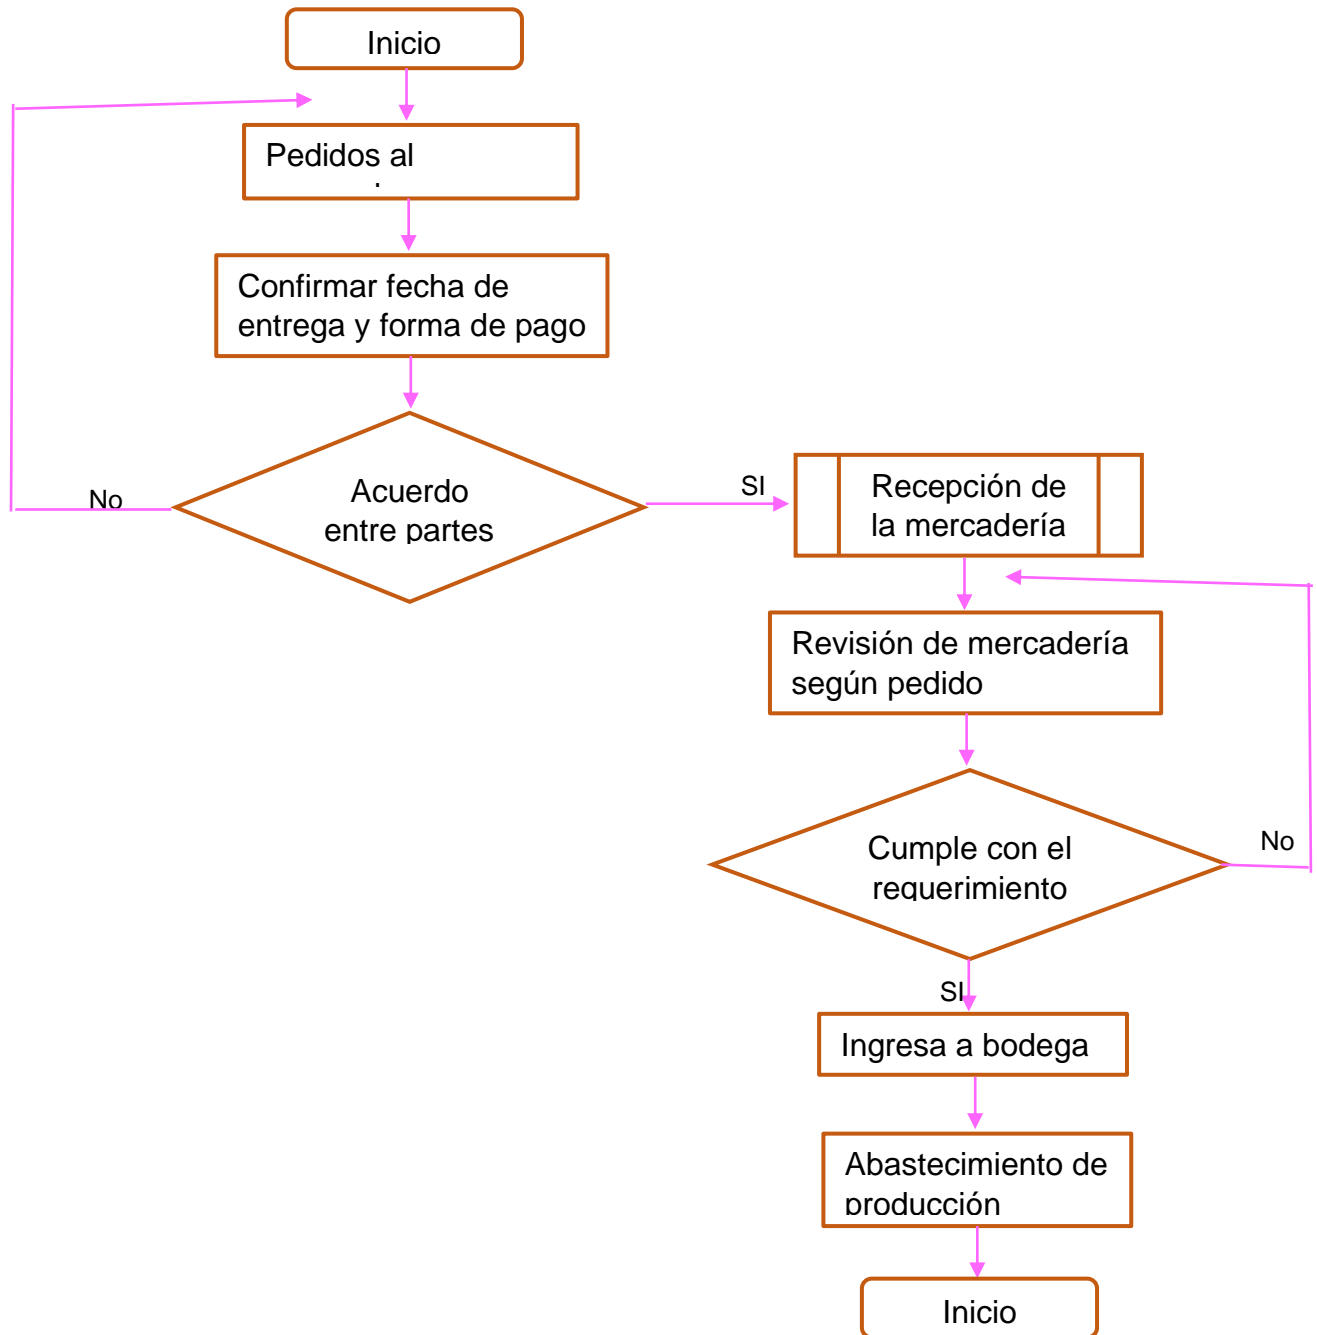 Inicio
Pedidos al
Confirmar fecha de
entrega y forma de pago
Acuerdo
entre partes
No
SI
Recepción de
la mercadería
Revisión de mercadería
según pedido
Cumple con el
requerimiento
No
SI
Ingresa a bodega
Abastecimiento de
producción
Inicio